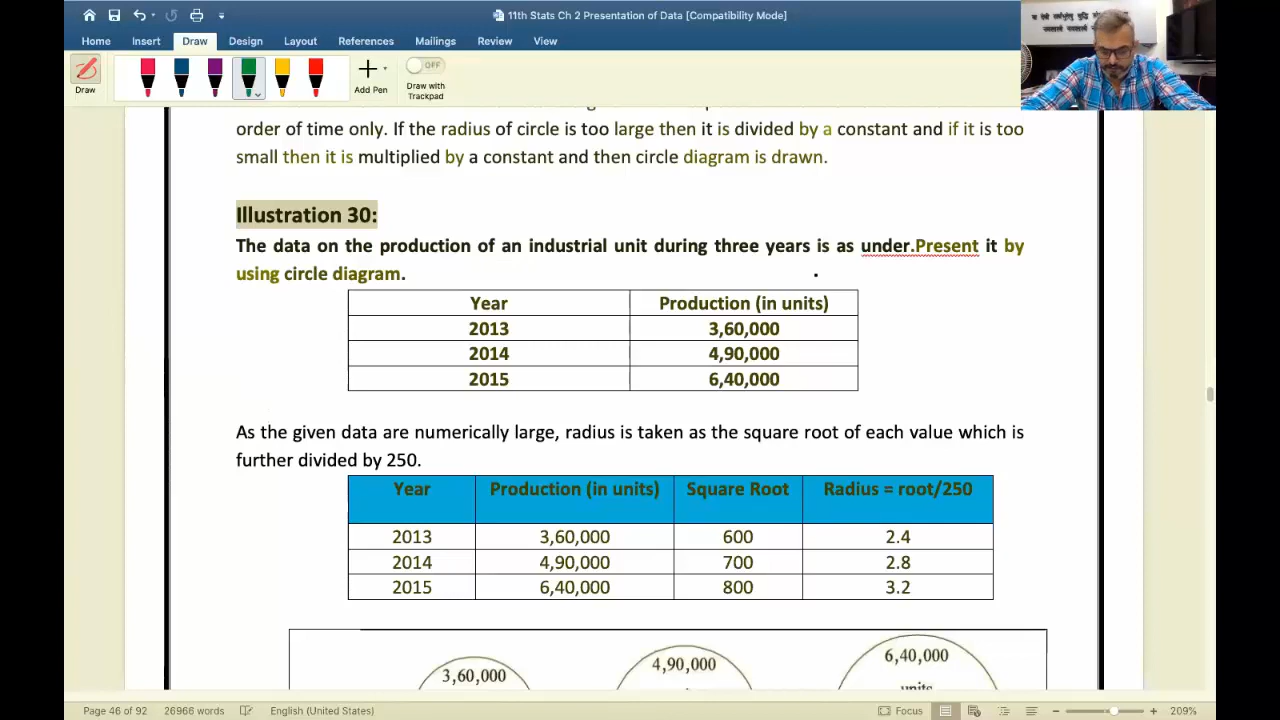 11th Stats Ch 2 Presentation of Data [Compatibility Mode]
Home Insert Draw Design Layout References Mailings Review View
Draw
Add Pen
OFF
Draw with Trackpad
order of time only. If the radius of circle is too large then it is divided by a constant and if it is too
small then it is multiplied by a constant and then circle diagram is drawn.
Illustration 30:
The data on the production of an industrial unit during three years is as under.Present it by
using circle diagram.
Year Production (in units)
2013 3,60,000
2014 4,90,000
2015 6,40,000
As the given data are numerically large, radius is taken as the square root of each value which is
further divided by 250.
Year Production (in units) Square Root Radius = root/250
2013 3,60,000 600 2.4
2014 4,90,000 700 2.8
2015 6,40,000 800 3.2
3,60,000 4,90,000 6,40,000
units
Page 46 of 92 26966 words English (United States) Focus 209%